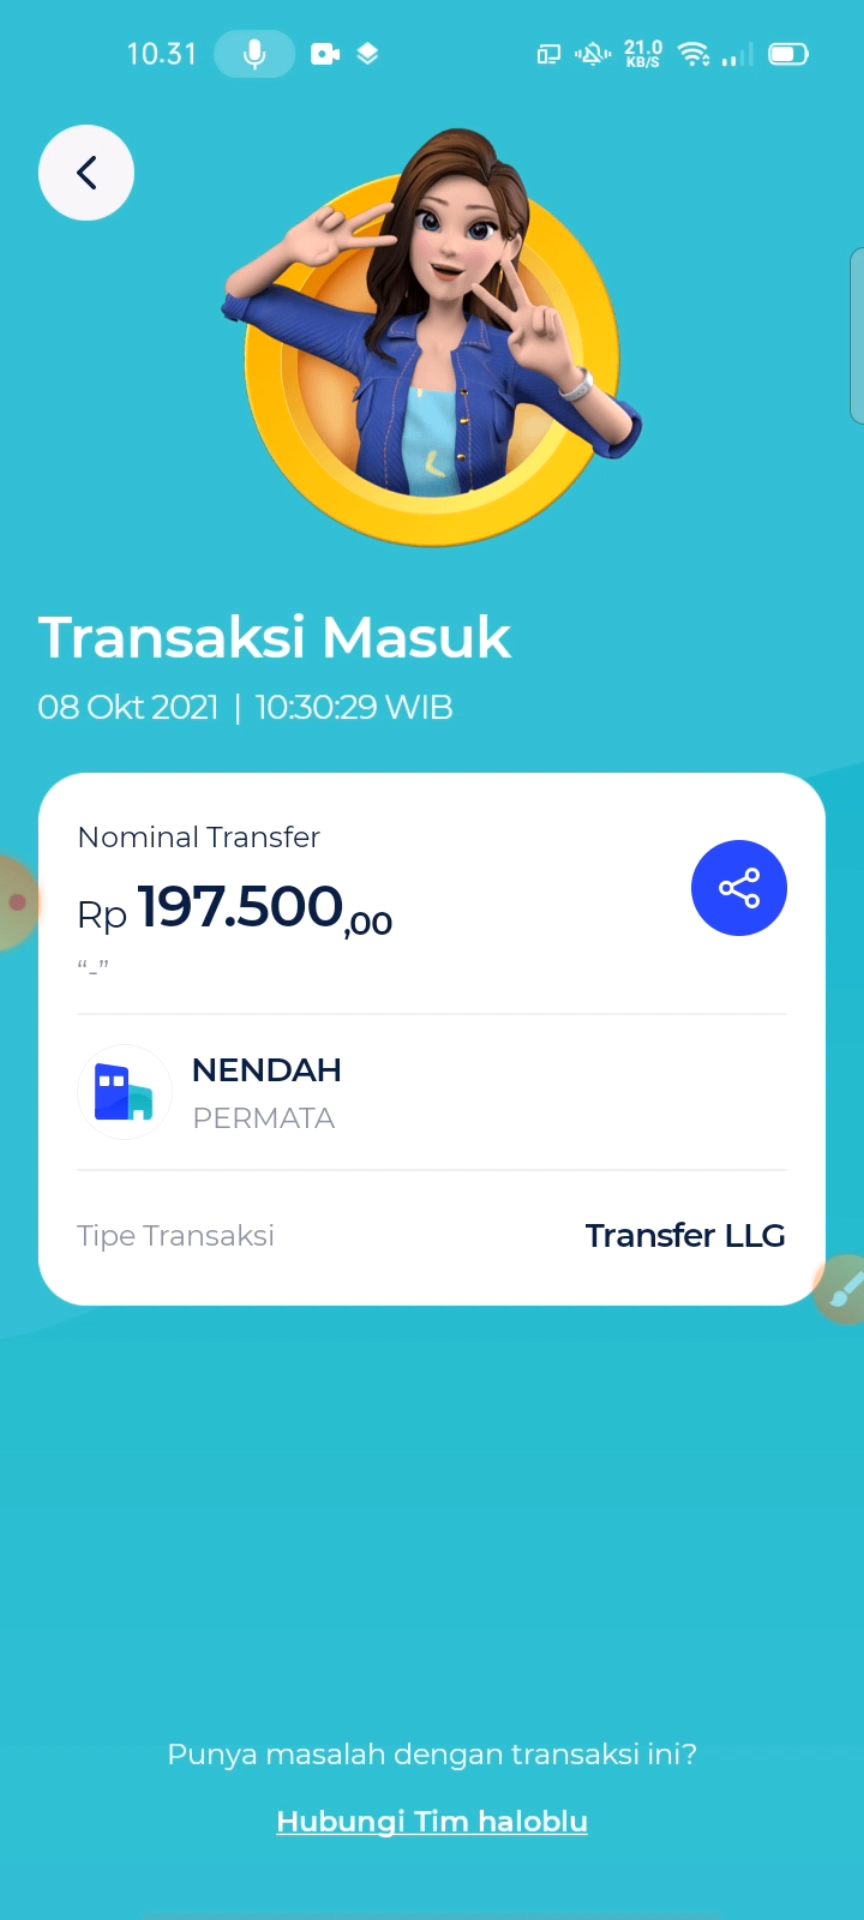 10.31
21.0
KB/S
Transaksi Masuk
08 Okt 2021 | 10:30:29 WIB
Nominal Transfer
Rp 197.500,00
“-”
NENDAH
PERMATA
Tipe Transaksi Transfer LLG
Punya masalah dengan transaksi ini?
Hubungi Tim haloblu